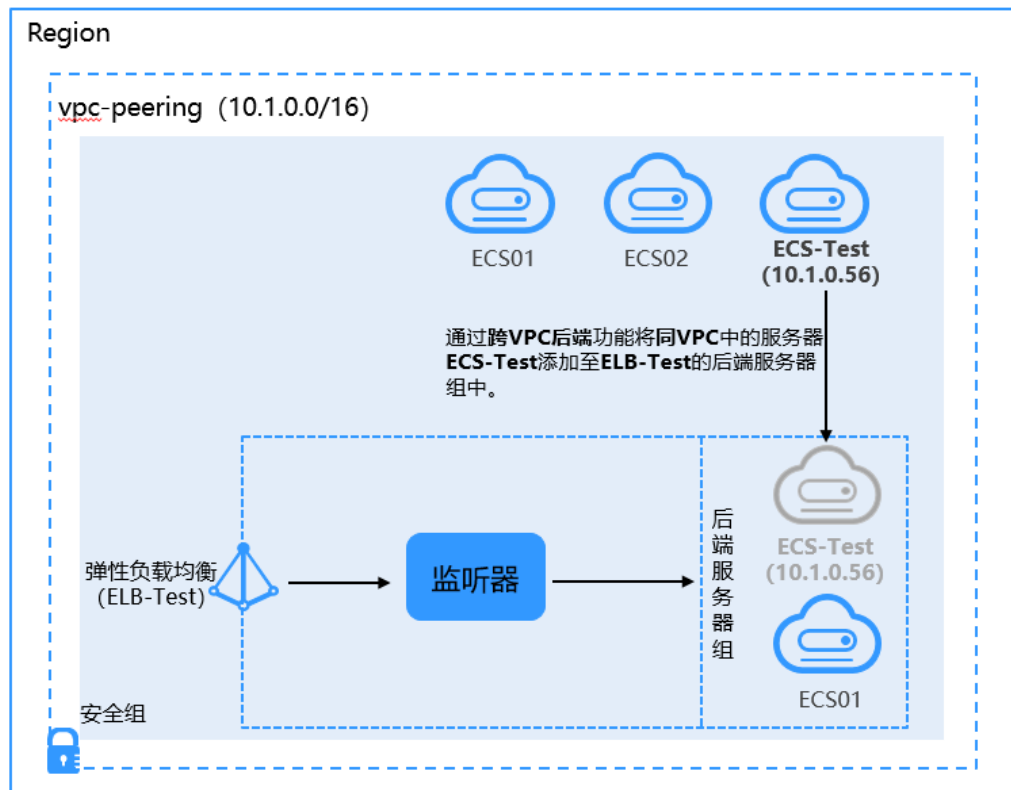 Region
vpc-peering（10.1.0.0/16）
ECS01
ECS02
ECS-Test
(10.1.0.56)
通过跨VPC后端功能将同VPC中的服务器
ECS-Test添加至ELB-Test的后端服务器
组中。
弹性负载均衡
(ELB-Test)
监听器
后
端
服
务
器
组
ECS-Test
(10.1.0.56)
ECS01
安全组